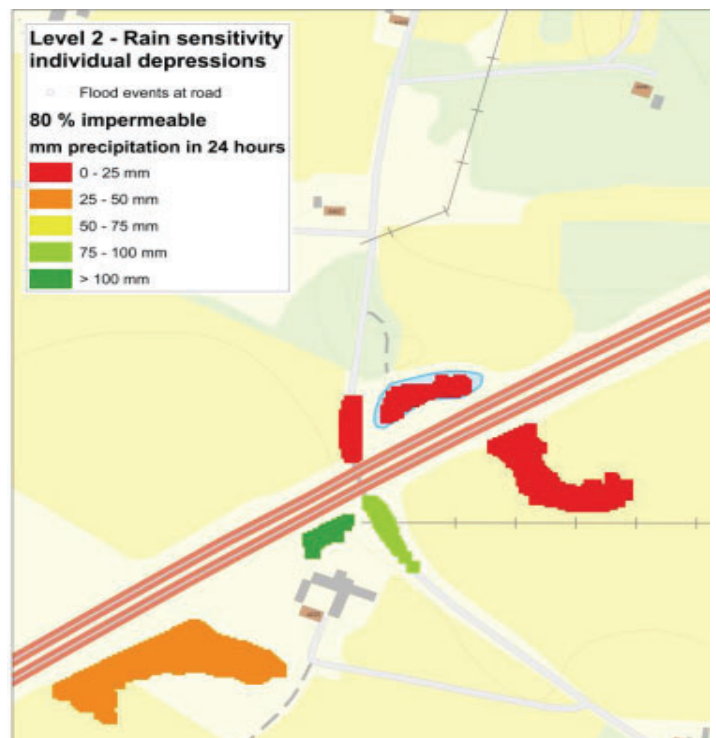 Level 2 - Rain sensitivity
individual depressions
Flood events at road
80 % impermeable
mm precipitation in 24 hours
0 - 25 mm
25 - 50 mm
50 - 75 mm
75 - 100 mm
> 100 mm